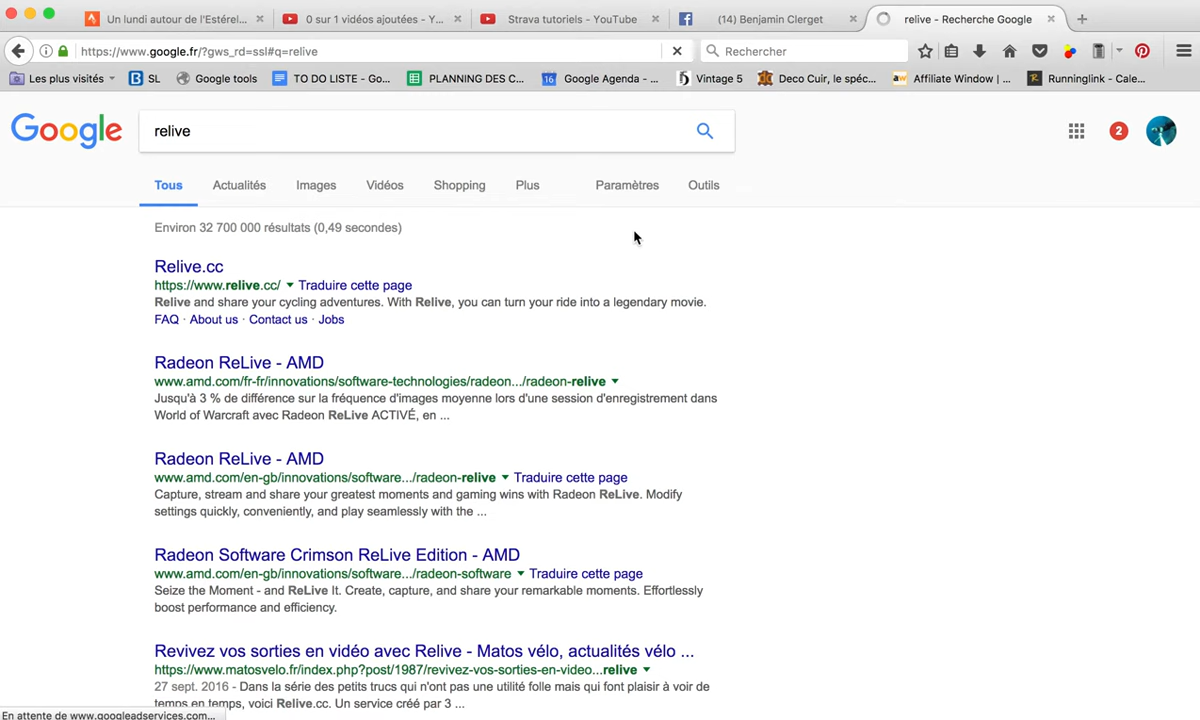 Un lundi autour de l'Estérel...
0 sur 1 vidéos ajoutées - Y...
Strava tutoriels - YouTube
(14) Benjamin Clerget
relive - Recherche Google
https://www.google.fr/?gws_rd=ssl#q=relive
Rechercher
Les plus visités
SL
Google tools
TO DO LISTE - Go...
PLANNING DES C...
16
Google Agenda - ...
Vintage 5
Deco Cuir, le spéc...
aw
Affiliate Window | ...
Runninglink - Cale...
Google
relive
2
Tous
Actualités
Images
Vidéos
Shopping
Plus
Paramètres
Outils
Environ 32 700 000 résultats (0,49 secondes)
Relive.cc
https://www.relive.cc/ Traduire cette page
Relive and share your cycling adventures. With Relive, you can turn your ride into a legendary movie.
FAQ · About us · Contact us · Jobs
Radeon ReLive - AMD
www.amd.com/fr-fr/innovations/software-technologies/radeon.../radeon-relive
Jusqu'à 3 % de différence sur la fréquence d'images moyenne lors d'une session d'enregistrement dans
World of Warcraft avec Radeon ReLive ACTIVÉ, en ...
Radeon ReLive - AMD
www.amd.com/en-gb/innovations/software.../radeon-relive Traduire cette page
Capture, stream and share your greatest moments and gaming wins with Radeon ReLive. Modify
settings quickly, conveniently, and play seamlessly with the ...
Radeon Software Crimson ReLive Edition - AMD
www.amd.com/en-gb/innovations/software.../radeon-software Traduire cette page
Seize the Moment - and ReLive It. Create, capture, and share your remarkable moments. Effortlessly
boost performance and efficiency.
Revivez vos sorties en vidéo avec Relive - Matos vélo, actualités vélo ...
https://www.matosvelo.fr/index.php?post/1987/revivez-vos-sorties-en-video...relive
27 sept. 2016 - Dans la série des petits trucs qui n'ont pas une utilité folle mais qui font plaisir à voir de
temps en temps, voici Relive.cc. Un service créé par 3 ...
En attente de www.googleadservices.com...